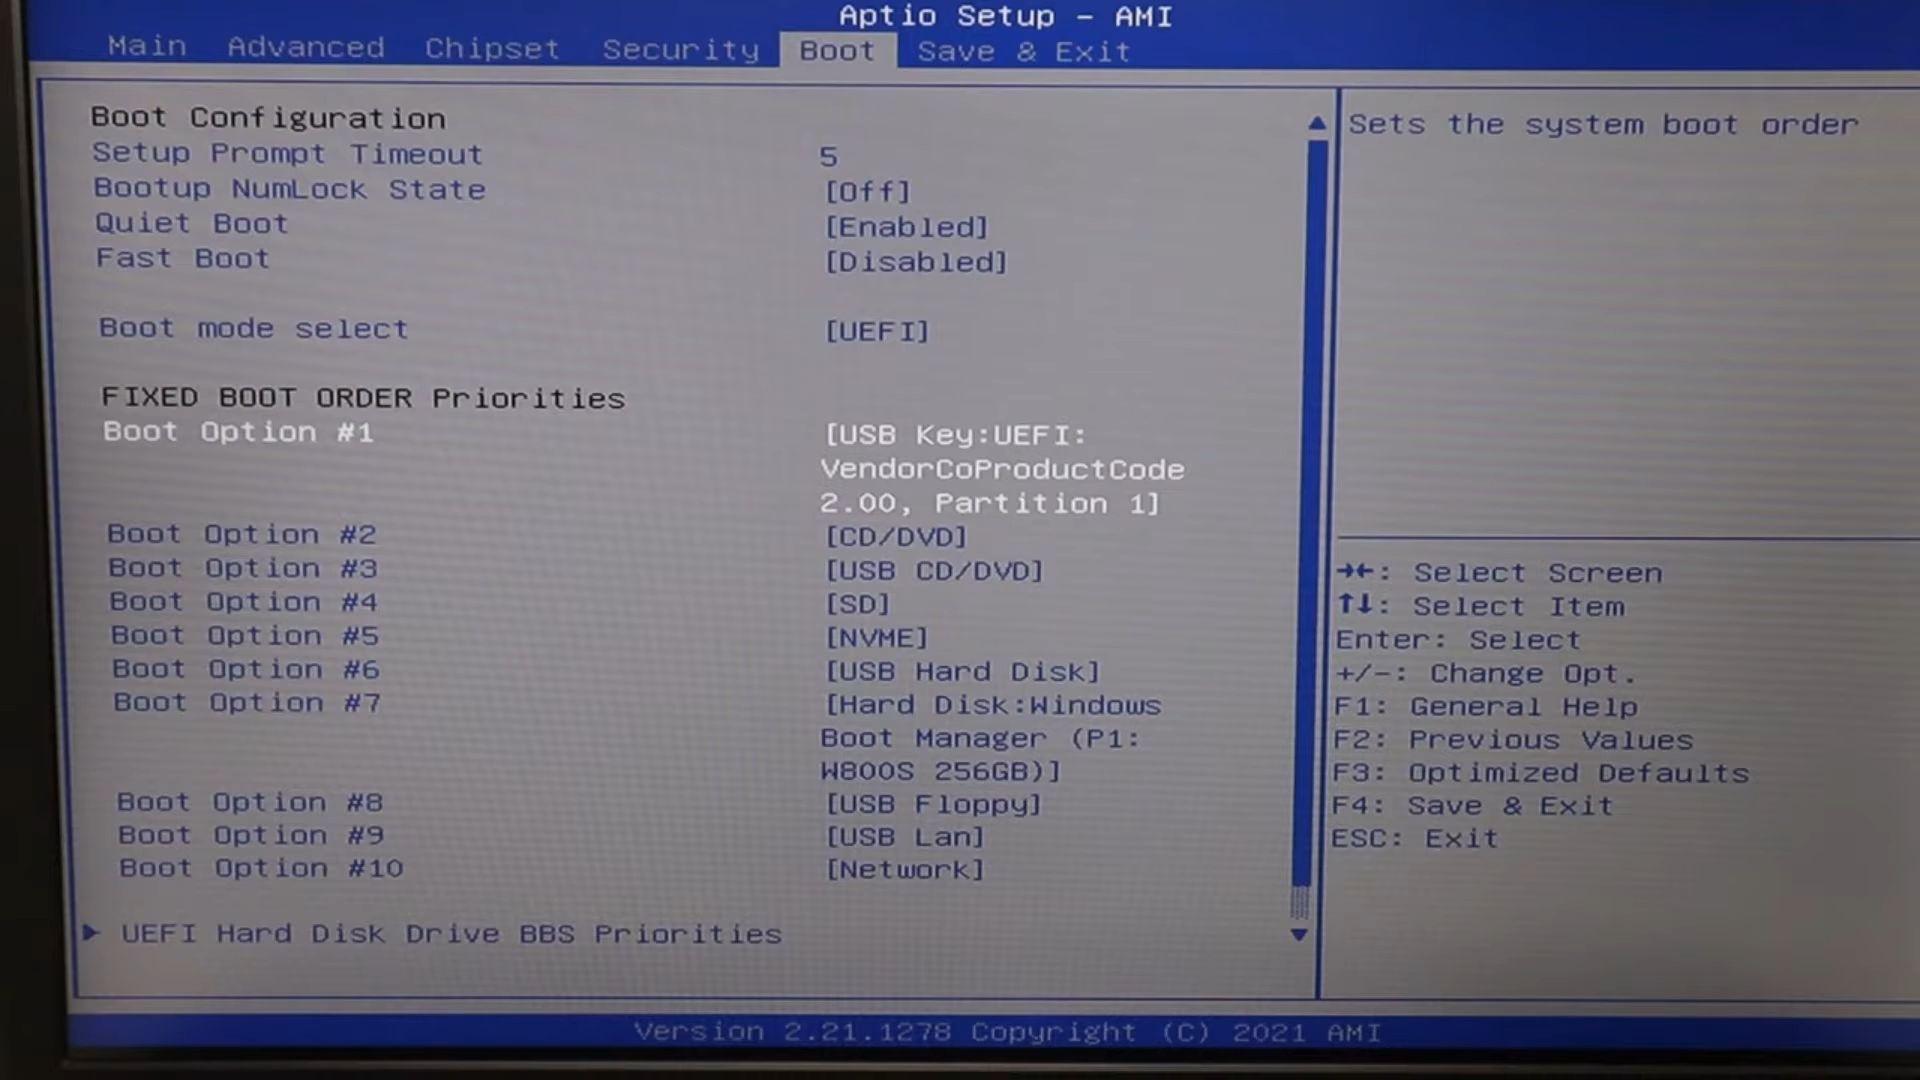 Aptio Setup - AMI
Main Advanced Chipset Security Boot Save & Exit
Boot Configuration
Setup Prompt Timeout 5
Bootup NumLock State [Off]
Quiet Boot [Enabled]
Fast Boot [Disabled]
Boot mode select [UEFI]
FIXED BOOT ORDER Priorities
Boot Option #1 [USB Key:UEFI:
VendorCoProductCode
2.00, Partition 1]
Boot Option #2 [CD/DVD]
Boot Option #3 [USB CD/DVD]
Boot Option #4 [SD]
Boot Option #5 [NVME]
Boot Option #6 [USB Hard Disk]
Boot Option #7 [Hard Disk:Windows
Boot Manager (P1:
W800S 256GB)]
Boot Option #8 [USB Floppy]
Boot Option #9 [USB Lan]
Boot Option #10 [Network]
UEFI Hard Disk Drive BBS Priorities
Sets the system boot order
→←: Select Screen
↑↓: Select Item
Enter: Select
+/-: Change Opt.
F1: General Help
F2: Previous Values
F3: Optimized Defaults
F4: Save & Exit
ESC: Exit
Version 2.21.1278 Copyright (C) 2021 AMI